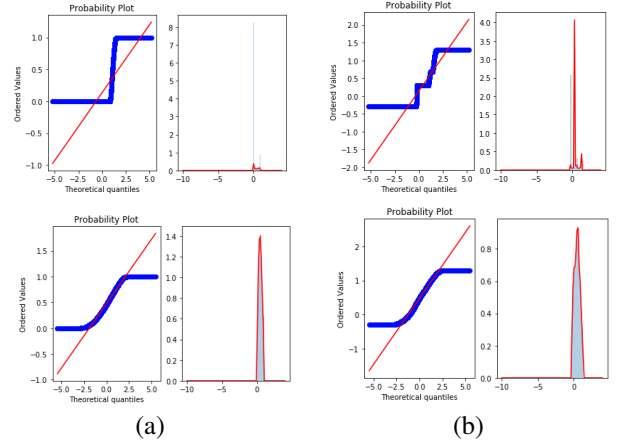 Probability Plot
Ordered Values
1.0
0.5
0.0
−0.5
−1.0
−5.0 −2.5 0.0 2.5 5.0
Theoretical quantiles
8
7
6
5
4
3
2
1
0
−10 −5 0
Probability Plot
Ordered Values
2.0
1.5
1.0
0.5
0.0
−0.5
−1.0
−1.5
−2.0
−5.0 −2.5 0.0 2.5 5.0
Theoretical quantiles
4.0
3.5
3.0
2.5
2.0
1.5
1.0
0.5
0.0
−10 −5 0
Probability Plot
Ordered Values
1.5
1.0
0.5
0.0
−0.5
−1.0
−5.0 −2.5 0.0 2.5 5.0
Theoretical quantiles
1.4
1.2
1.0
0.8
0.6
0.4
0.2
0.0
−10 −5 0
Probability Plot
Ordered Values
2
1
0
−1
−5.0 −2.5 0.0 2.5 5.0
Theoretical quantiles
0.8
0.6
0.4
0.2
0.0
−10 −5 0
(a)
(b)